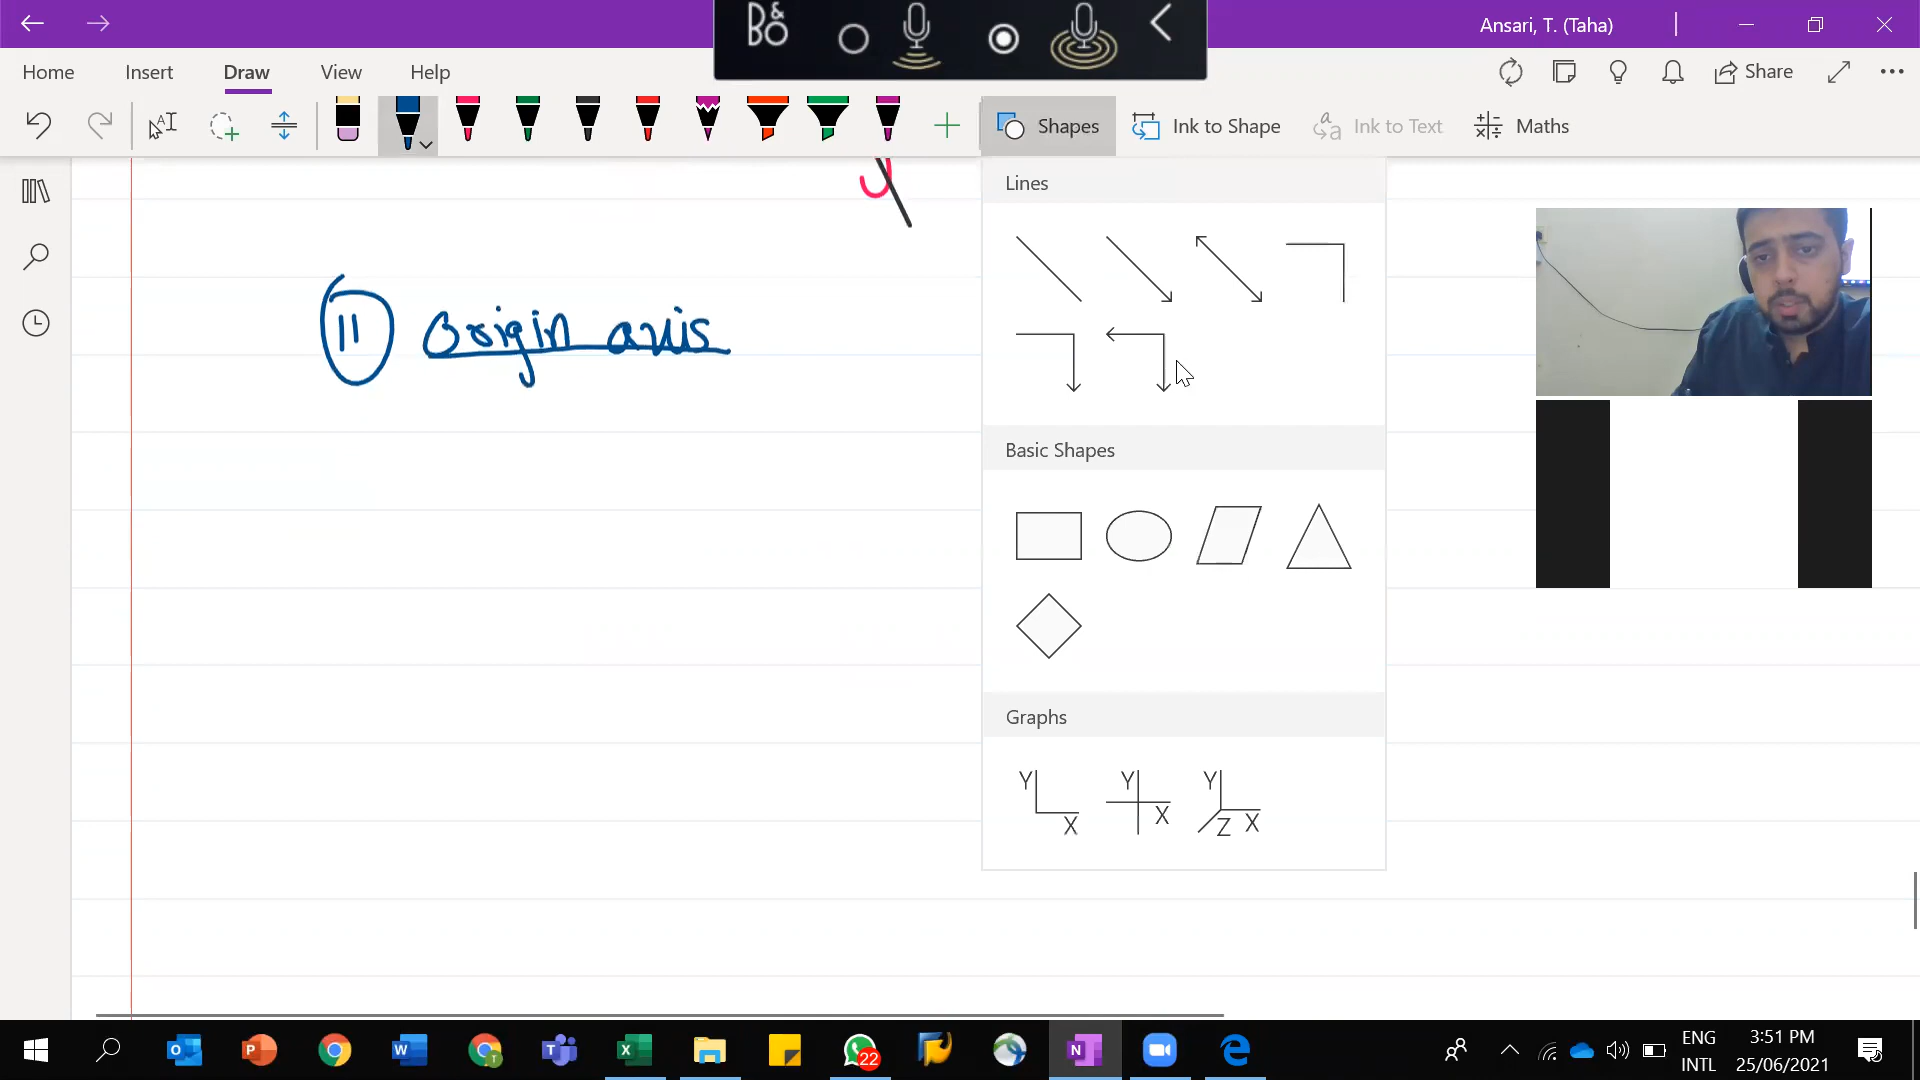 B&O
Ansari, T. (Taha)
Home Insert Draw View Help
Share
Shapes Ink to Shape Ink to Text Maths
Lines
11 Origin axis
Basic Shapes
Graphs
Y X Y X Y Z X
22
ENG
INTL
3:51 PM
25/06/2021